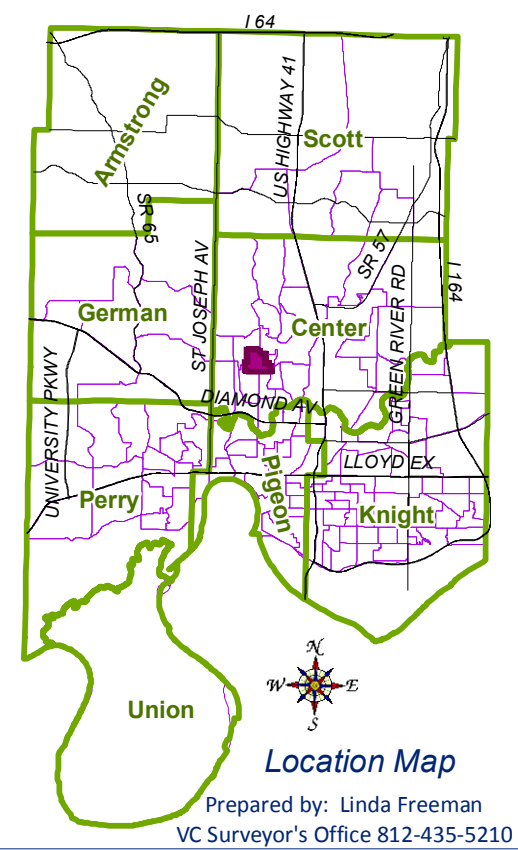 I 64
Armstrong
Scott
US HIGHWAY 41
SR 65
ST JOSEPH AV
SR 57
I 164
German
Center
GREEN RIVER RD
UNIVERSITY PKWY
DIAMOND AV
LLOYD EX
Perry
Pigeon
Knight
N
W E
S
Union
Location Map
Prepared by: Linda Freeman
VC Surveyor's Office 812-435-5210